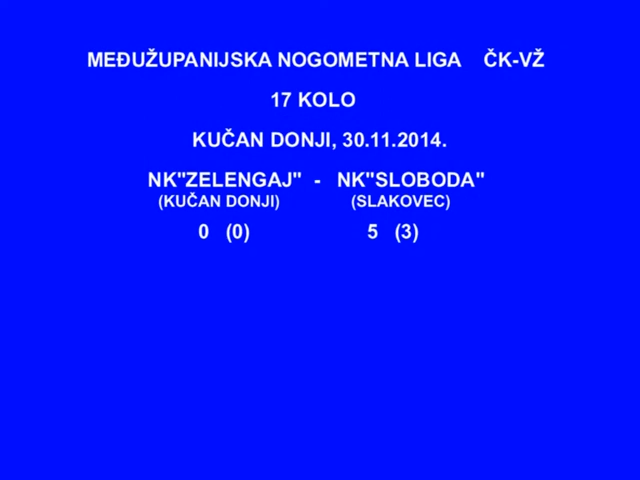 MEĐUŽUPANIJSKA NOGOMETNA LIGA ČK-VŽ
17 KOLO
KUČAN DONJI, 30.11.2014.
NK"ZELENGAJ" - NK"SLOBODA"
(KUČAN DONJI) (SLAKOVEC)
0 (0) 5 (3)